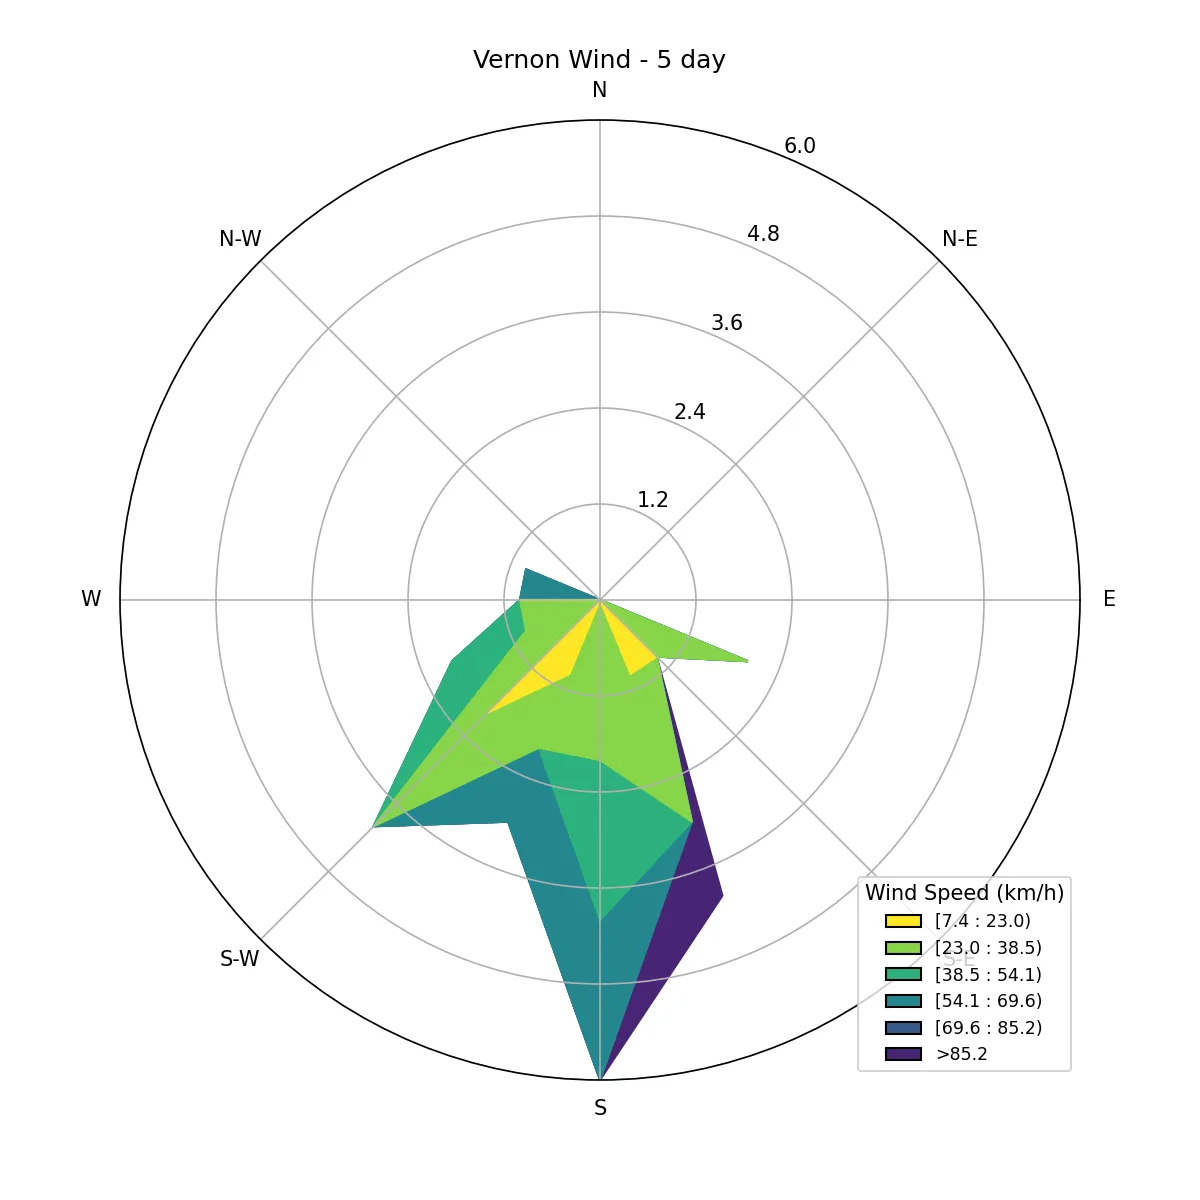 Vernon Wind - 5 day
N
6.0
N-W
N-E
4.8
3.6
2.4
1.2
W
E
Wind Speed (km/h)
[7.4 : 23.0)
[23.0 : 38.5)
S-W
S-E
[38.5 : 54.1)
[54.1 : 69.6)
[69.6 : 85.2)
>85.2
S